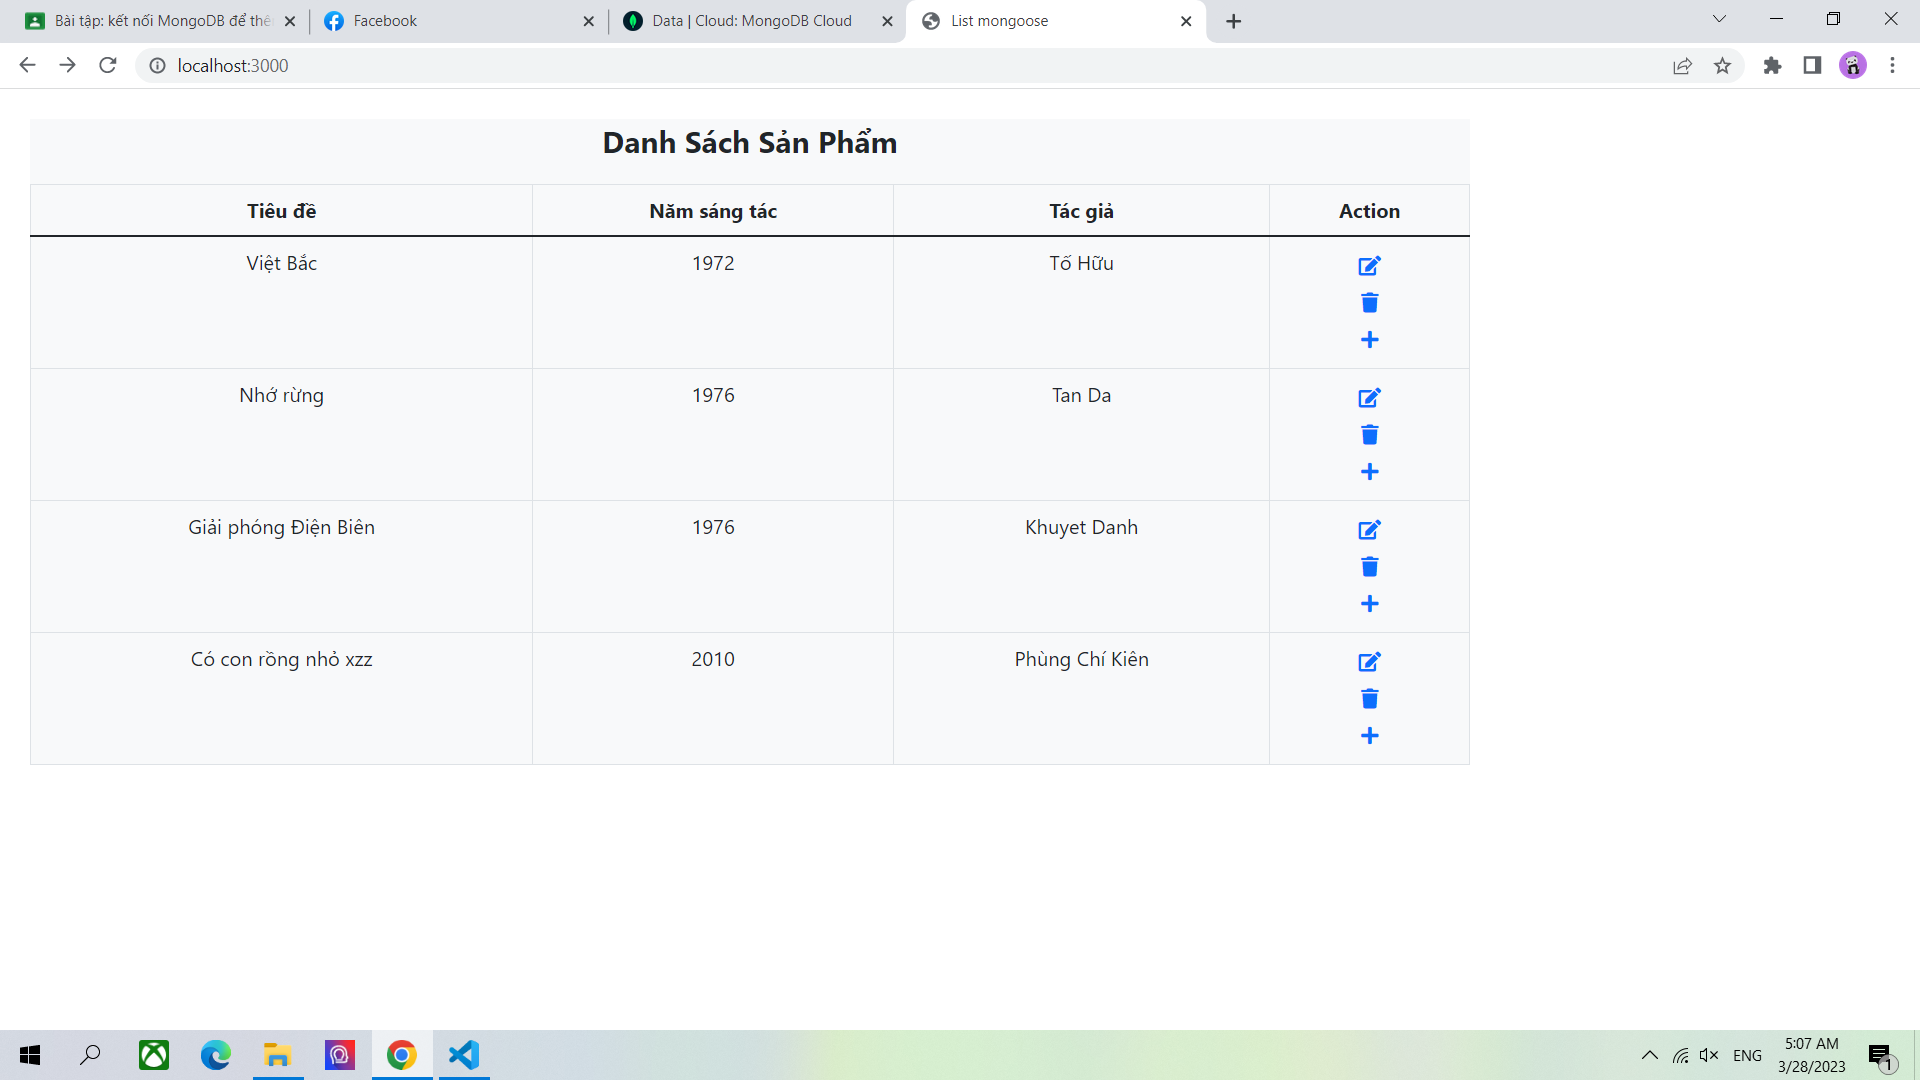 Bài tập: kết nối MongoDB để thê
Facebook
Data | Cloud: MongoDB Cloud
List mongoose
localhost:3000
Danh Sách Sản Phẩm
Tiêu đề Năm sáng tác Tác giả Action
Việt Bắc 1972 Tố Hữu
Nhớ rừng 1976 Tan Da
Giải phóng Điện Biên 1976 Khuyet Danh
Có con rồng nhỏ xzz 2010 Phùng Chí Kiên
ENG
5:07 AM
3/28/2023
1